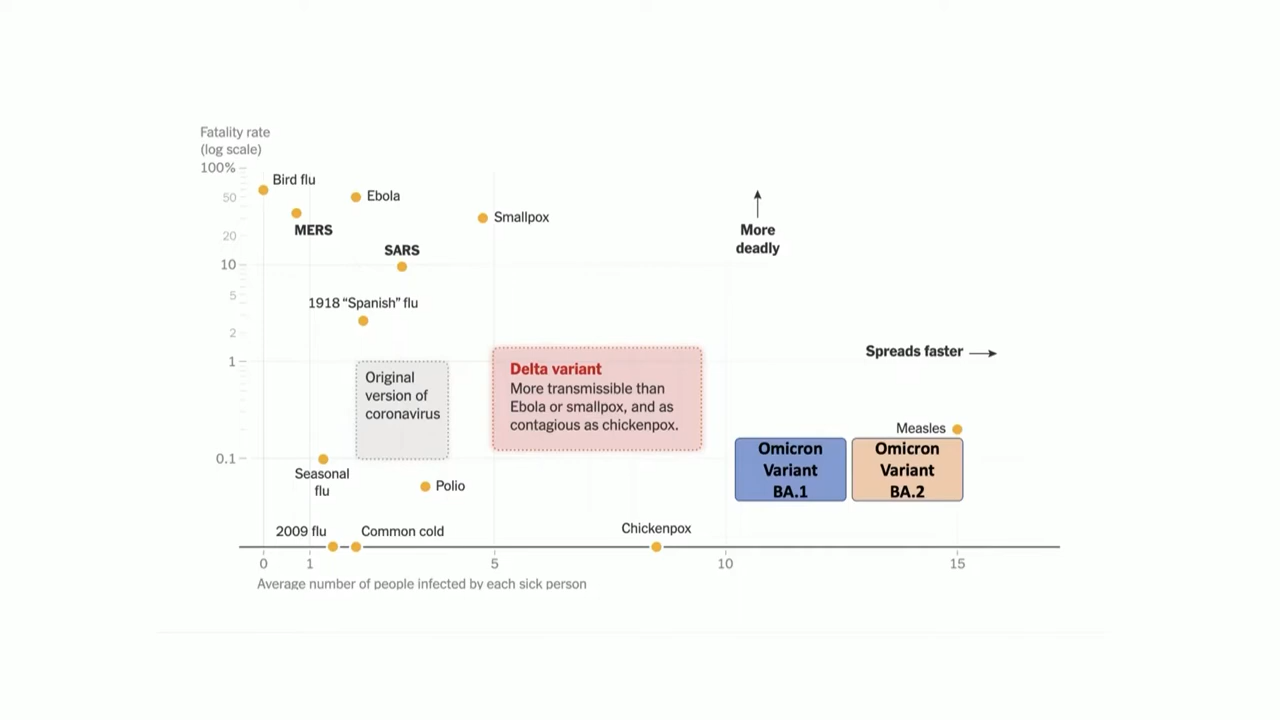 Fatality rate
(log scale)
100%
Bird flu
50
Ebola
MERS
Smallpox
20
More
deadly
SARS
10
5
1918 “Spanish” flu
2
Spreads faster
1
Original
version of
coronavirus
Delta variant
More transmissible than
Ebola or smallpox, and as
contagious as chickenpox.
Measles
Omicron
Variant
BA.1
Omicron
Variant
BA.2
0.1
Seasonal
flu
Polio
2009 flu
Common cold
Chickenpox
0 1 5 10 15
Average number of people infected by each sick person